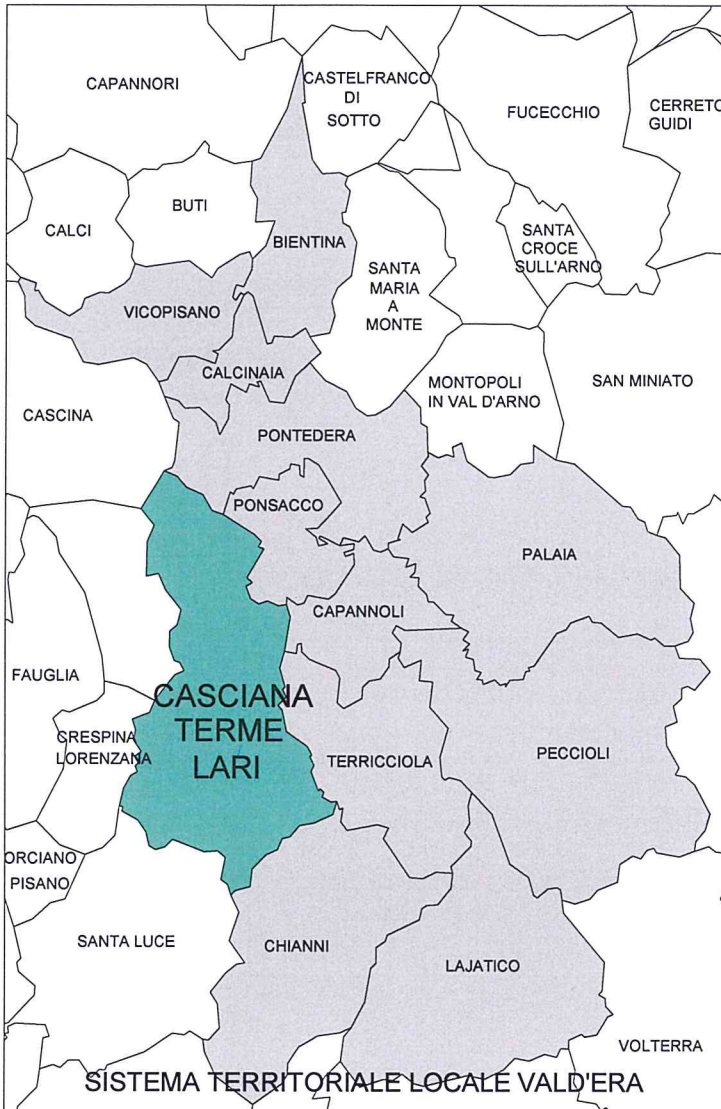 CAPANNORI
CASTELFRANCO
DI
SOTTO
FUCECCHIO
CERRETO
GUIDI
CALCI
BUTI
BIENTINA
SANTA
MARIA
A
MONTE
SANTA
CROCE
SULL'ARNO
VICOPISANO
CALCINAIA
MONTOPOLI
IN VAL D'ARNO
SAN MINIATO
CASCINA
PONTEDERA
PONSACCO
PALAIA
CAPANNOLI
FAUGLIA
CASCIANA
TERME
LARI
CRESPINA
LORENZANA
TERRICCIOLA
PECCIOLI
ORCIANO
PISANO
SANTA LUCE
CHIANNI
LAJATICO
VOLTERRA
SISTEMA TERRITORIALE LOCALE VALD'ERA